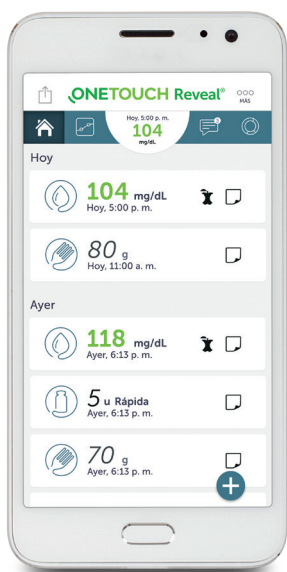 ONETOUCH Reveal®
MÁS
Hoy, 5:00 p. m.
104
mg/dL
Hoy
104 mg/dL
Hoy, 5:00 p. m.
80 g
Hoy, 11:00 a. m.
Ayer
118 mg/dL
Ayer, 6:13 p. m.
5 u Rápida
Ayer, 6:13 p. m.
70 g
Ayer, 6:13 p. m.